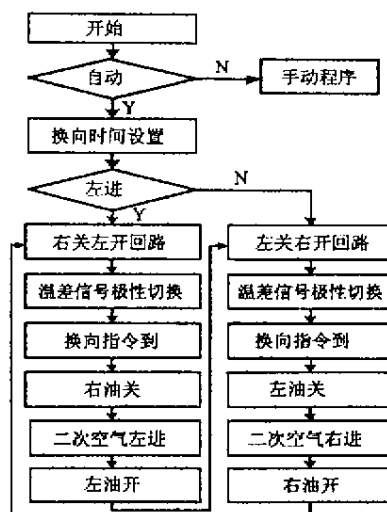 开始
自动
N
手动程序
Y
换向时间设置
左进
N
Y
右关左开回路
左关右开回路
温差信号极性切换
温差信号极性切换
换向指令到
换向指令到
右油关
左油关
二次空气左进
二次空气右进
左油开
右油开